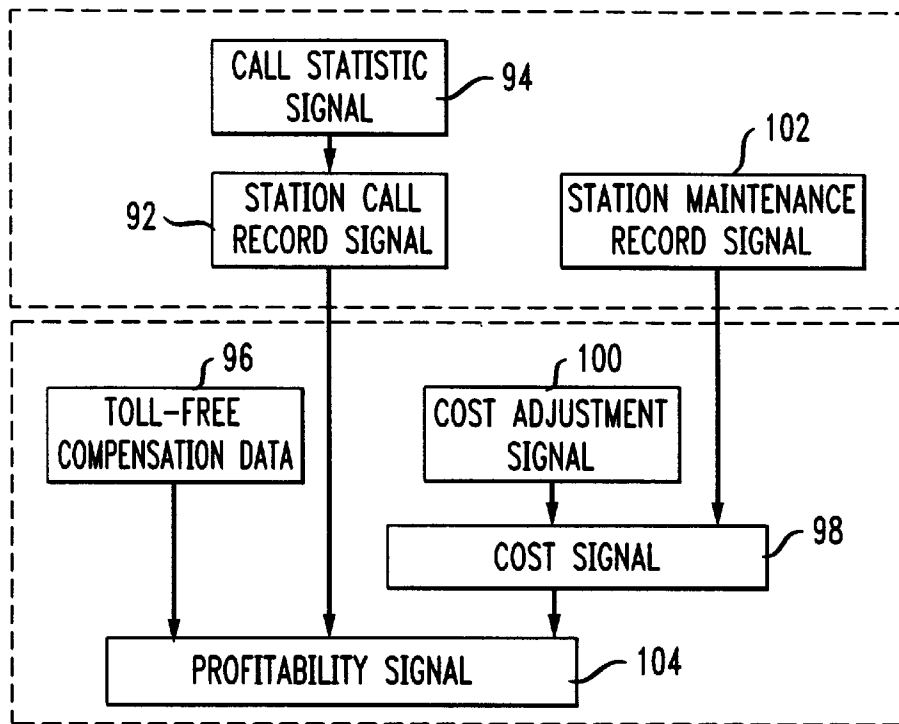 CALL STATISTIC
SIGNAL
94
102
STATION CALL
RECORD SIGNAL
92
STATION MAINTENANCE
RECORD SIGNAL
96
100
TOLL-FREE
COMPENSATION DATA
COST ADJUSTMENT
SIGNAL
COST SIGNAL
98
PROFITABILITY SIGNAL
104